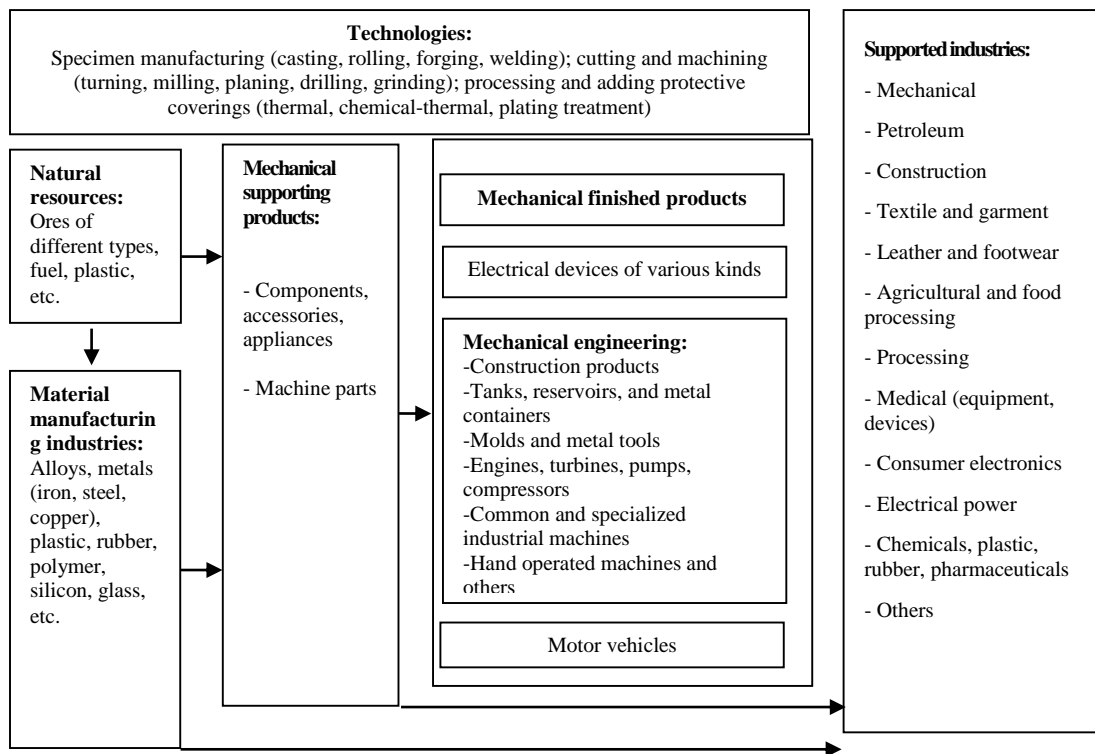 Technologies:
Specimen manufacturing (casting, rolling, forging, welding); cutting and machining
(turning, milling, planing, drilling, grinding); processing and adding protective
coverings (thermal, chemical-thermal, plating treatment)
Natural
resources:
Ores of
different types,
fuel, plastic,
etc.
Material
manufacturin
g industries:
Alloys, metals
(iron, steel,
copper),
plastic, rubber,
polymer,
silicon, glass,
etc.
Mechanical
supporting
products:
- Components,
accessories,
appliances
- Machine parts
Mechanical finished products
Electrical devices of various kinds
Mechanical engineering:
-Construction products
-Tanks, reservoirs, and metal
containers
-Molds and metal tools
-Engines, turbines, pumps,
compressors
-Common and specialized
industrial machines
-Hand operated machines and
others
Motor vehicles
Supported industries:
- Mechanical
- Petroleum
- Construction
- Textile and garment
- Leather and footwear
- Agricultural and food
processing
- Processing
- Medical (equipment,
devices)
- Consumer electronics
- Electrical power
- Chemicals, plastic,
rubber, pharmaceuticals
- Others